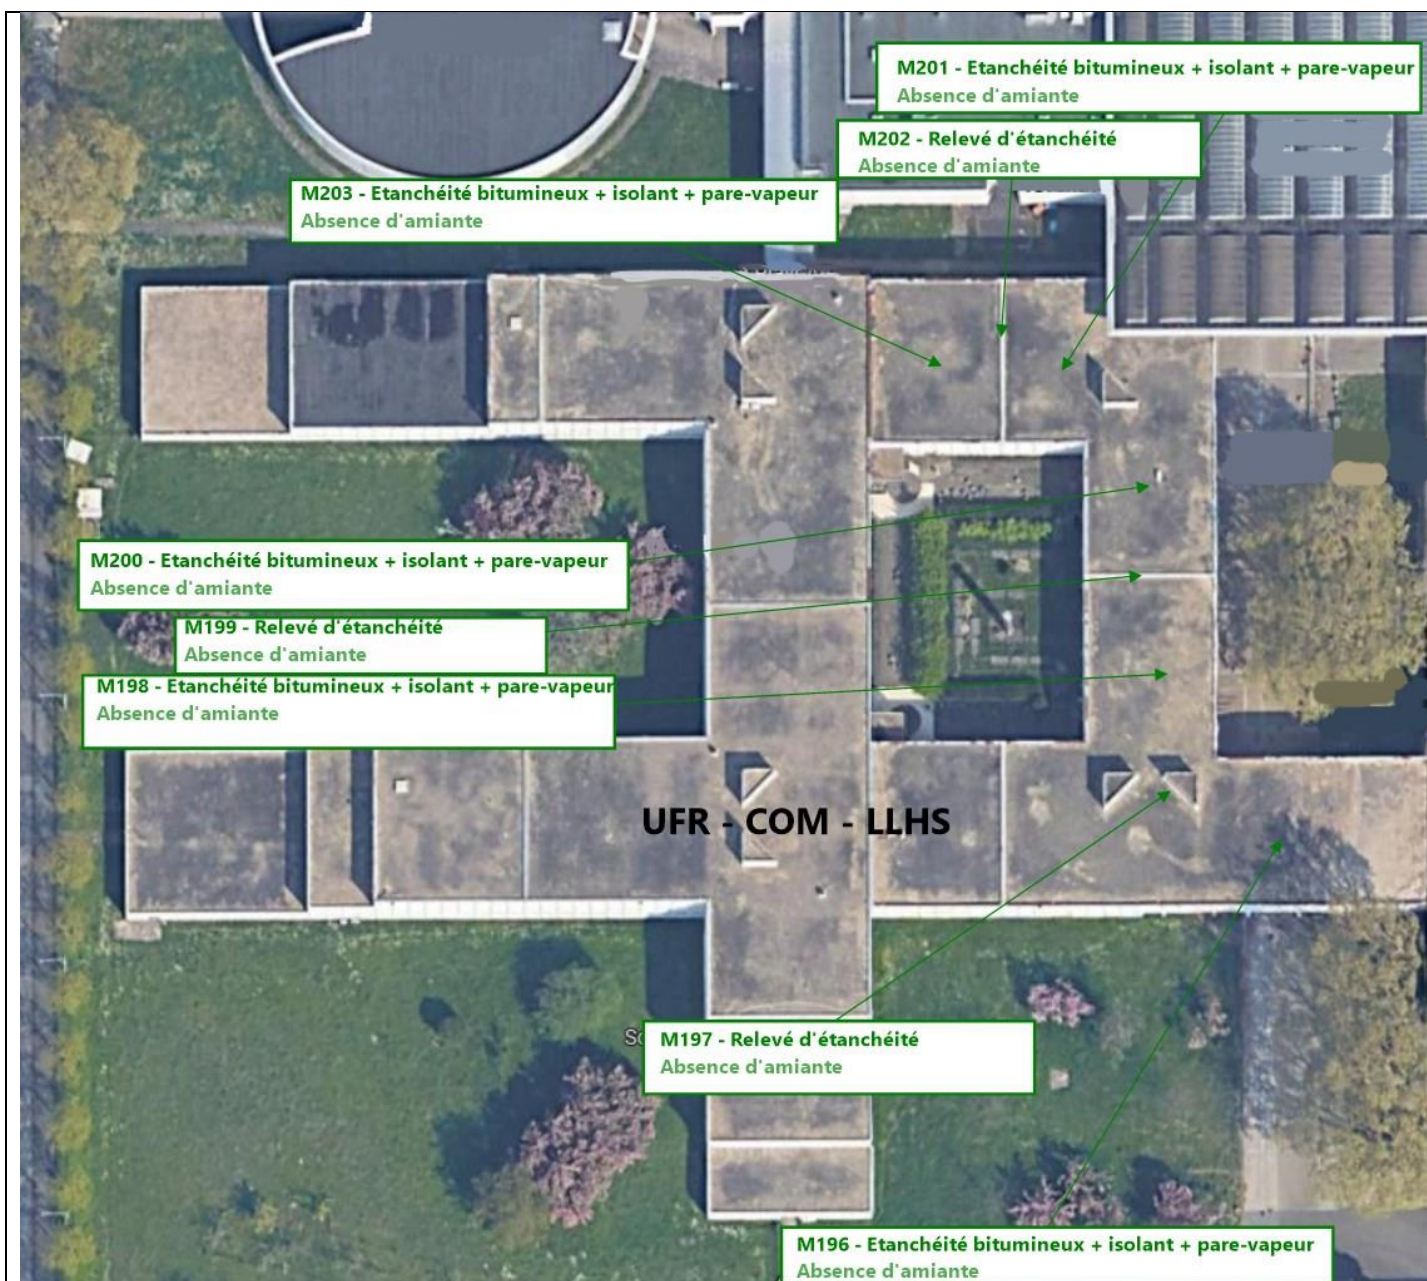 M201 - Etanchéité bitumineux + isolant + pare-vapeur
Absence d'amiante
M202 - Relevé d'étanchéité
Absence d'amiante
M203 - Etanchéité bitumineux + isolant + pare-vapeur
Absence d'amiante
M200 - Etanchéité bitumineux + isolant + pare-vapeur
Absence d'amiante
M199 - Relevé d'étanchéité
Absence d'amiante
M198 - Etanchéité bitumineux + isolant + pare-vapeur
Absence d'amiante
UFR - COM - LLHS
M197 - Relevé d'étanchéité
Absence d'amiante
M196 - Etanchéité bitumineux + isolant + pare-vapeur
Absence d'amiante